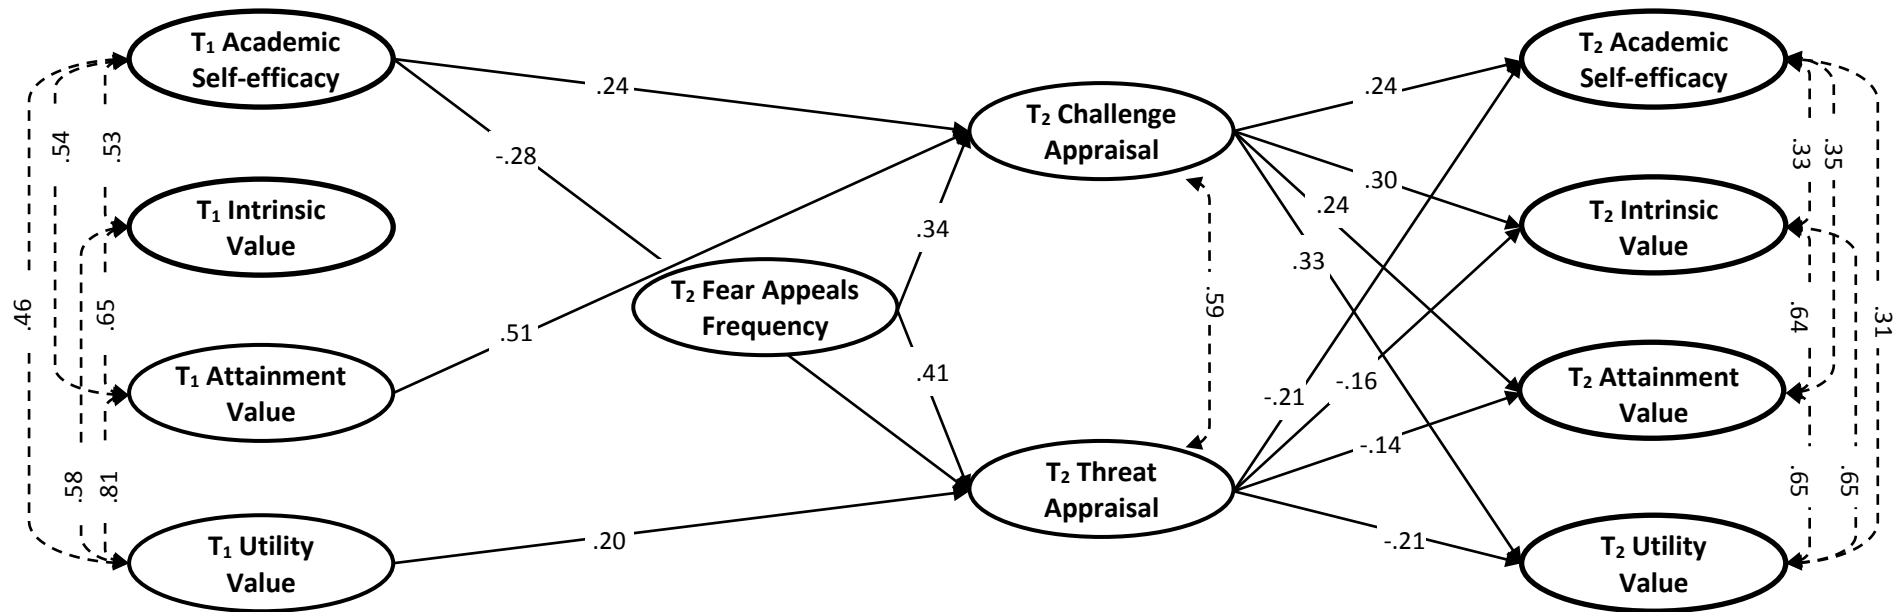 T₁ Academic
Self-efficacy
T₁ Intrinsic
Value
T₁ Attainment
Value
T₁ Utility
Value
.46
.54
.53
.58
.65
.81
.24
-.28
.51
.20
T₂ Fear Appeals
Frequency
.34
.41
T₂ Challenge
Appraisal
.59
T₂ Threat
Appraisal
.24
.30
.24
.33
-.21
-.16
-.14
-.21
T₂ Academic
Self-efficacy
T₂ Intrinsic
Value
T₂ Attainment
Value
T₂ Utility
Value
.33
.35
.31
.64
.65
.65